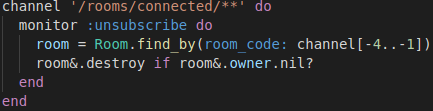 channel '/rooms/connected/**' do
monitor :unsubscribe do
room = Room.find_by(room_code: channel[-4..-1])
room&.destroy if room&.owner.nil?
end
end